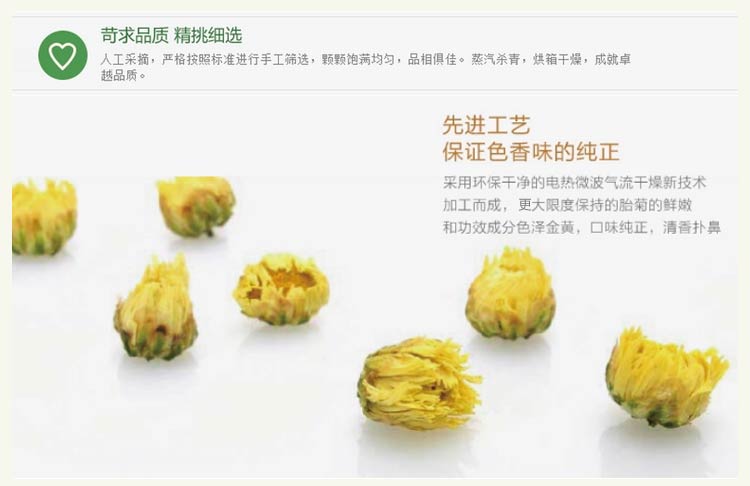 苛求品质 精挑细选
人工采摘，严格按照标准进行手工筛选，颗颗饱满均匀，品相俱佳。蒸汽杀青，烘箱干燥，成就卓
越品质。
先进工艺
保证色香味的纯正
采用环保干净的电热微波气流干燥新技术
加工而成，更大限度保持的胎菊的鲜嫩
和功效成分色泽金黄，口味纯正，清香扑鼻